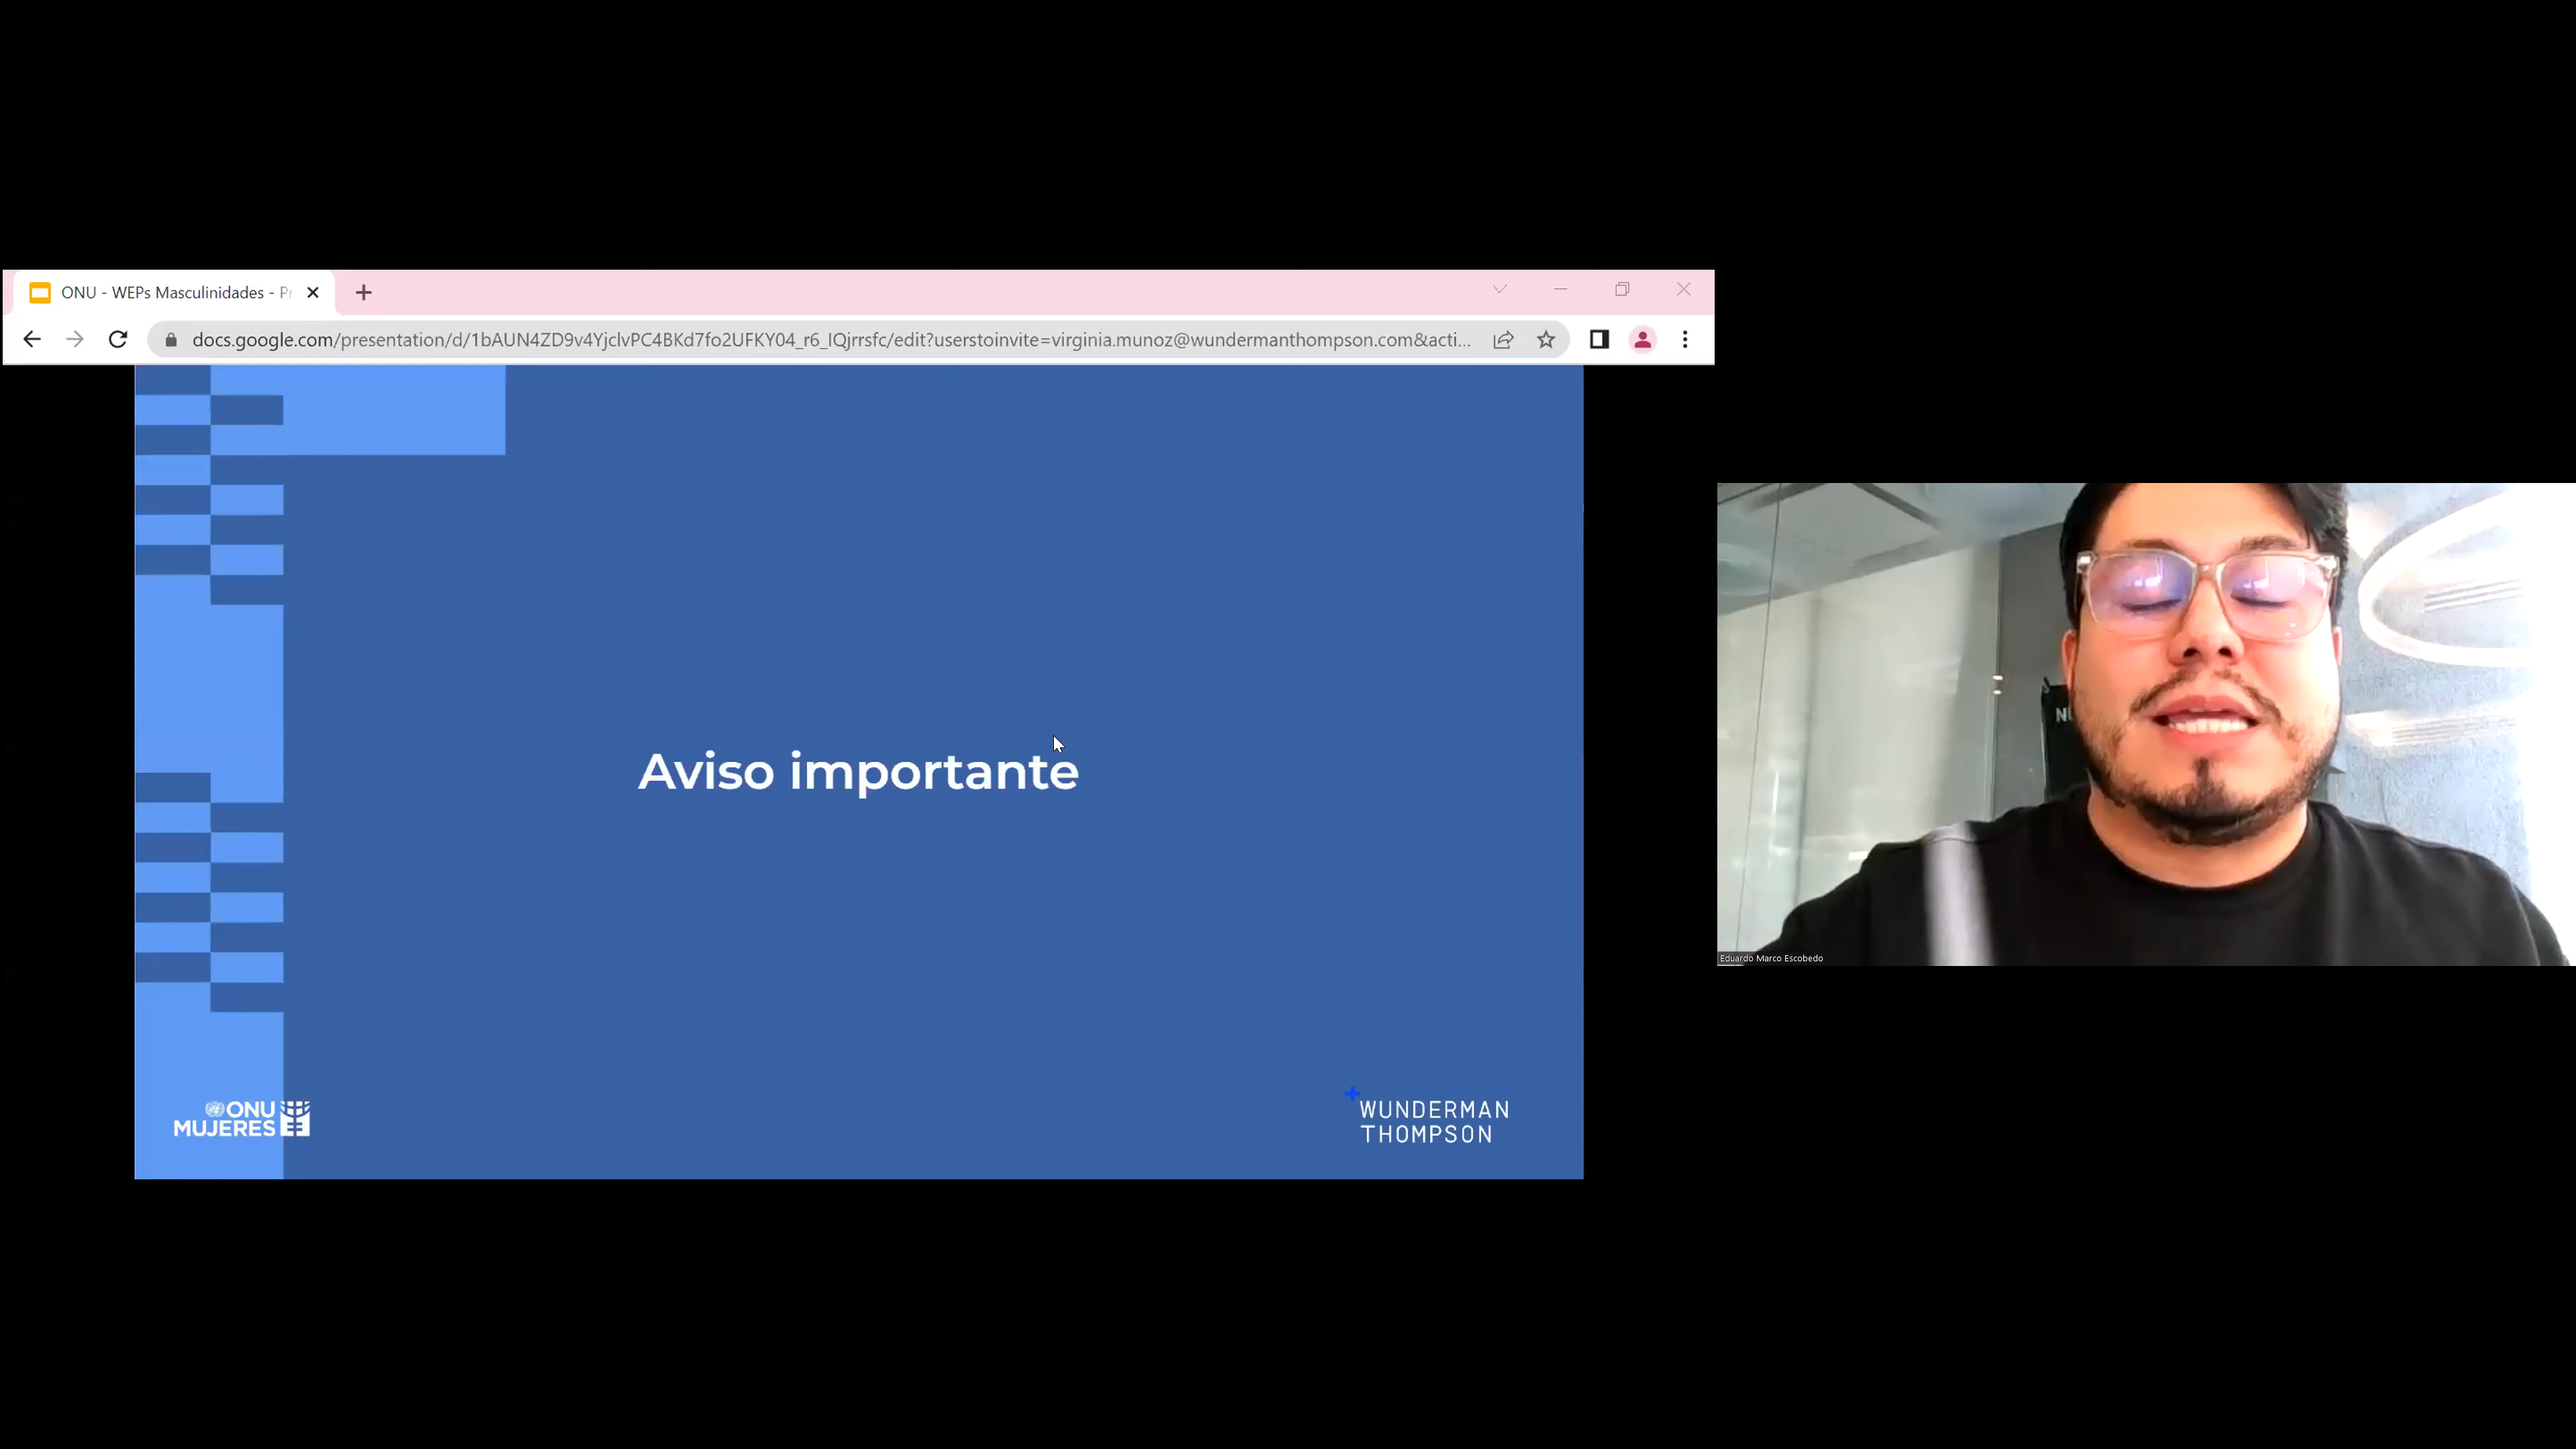 ONU - WEPs Masculinidades - Pr
docs.google.com/presentation/d/1bAUN4ZD9v4YjclvPC4BKd7fo2UFKY04_r6_IQjrrsfc/edit?userstoinvite=virginia.munoz@wundermanthompson.com&acti...
Aviso importante
ONU
MUJERES
WUNDERMAN
THOMPSON
Eduardo Marco Escobedo